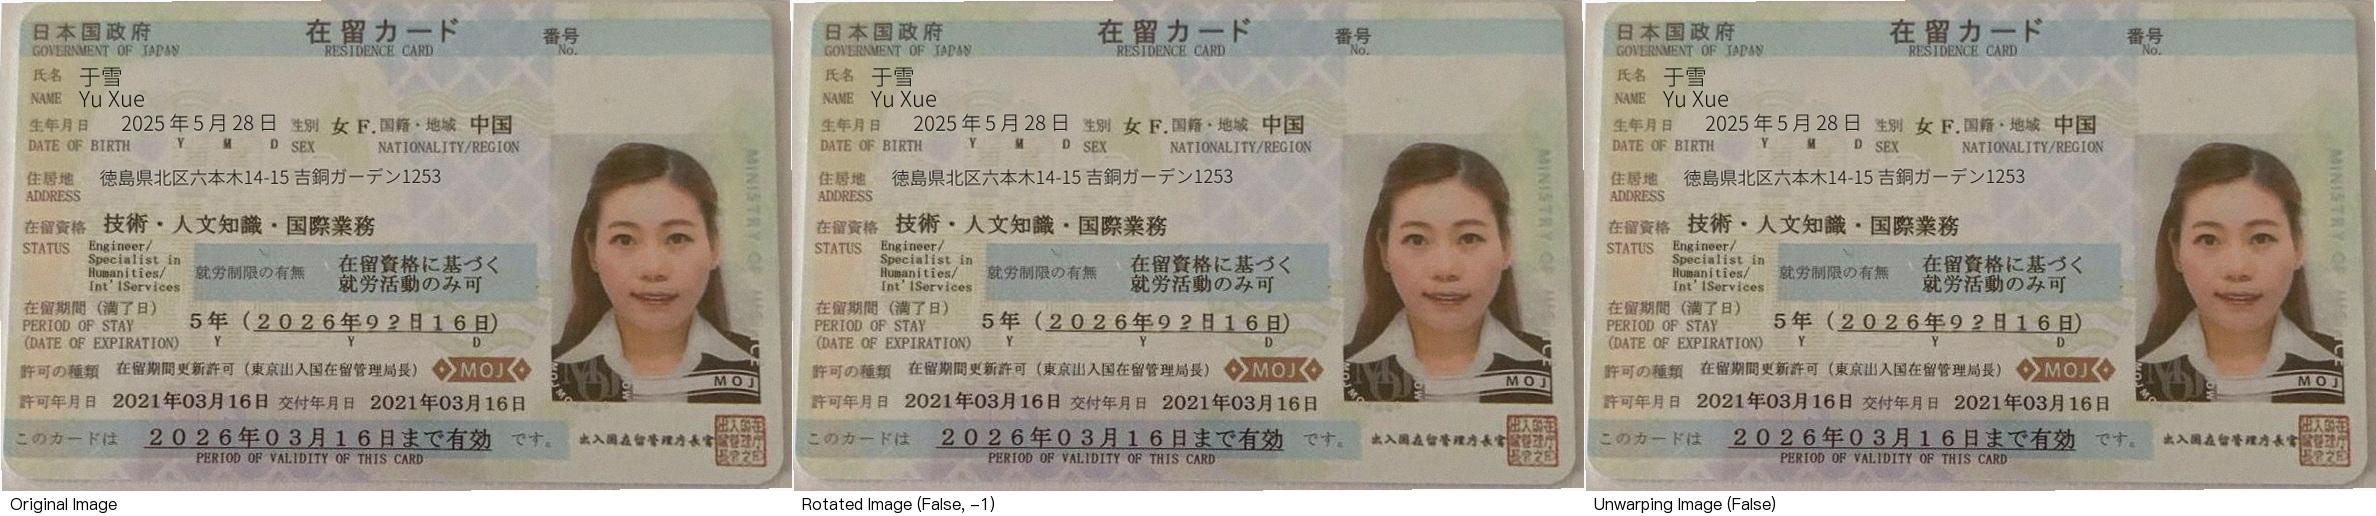 日本国政府 在留カード 番号
GOVERNMENT OF JAPAN RESIDENCE CARD No.
氏名 于雪
NAME Yu Xue
生年月日 2025年5月28日 性別 女 F. 国籍・地域 中国
DATE OF BIRTH Y M D SEX NATIONALITY/REGION
住居地 徳島県北区六本木14-15 吉銅ガーデン1253
ADDRESS
在留資格 技術・人文知識・国際業務
STATUS Engineer/
Specialist in
Humanities/
Int'lServices
就労制限の有無 在留資格に基づく
就労活動のみ可
在留期間（満了日）
PERIOD OF STAY 5年（2026年 16日）
(DATE OF EXPIRATION) Y Y D
許可の種類 在留期間更新許可（東京出入国在留管理局長） MOJ
MOJ
許可年月日 2021年03月16日 交付年月日 2021年03月16日
このカードは 2026年03月16日まで有効 です。 出入国在留管理庁長官
PERIOD OF VALIDITY OF THIS CARD
MINISTRY OF
Original Image
日本国政府 在留カード 番号
GOVERNMENT OF JAPAN RESIDENCE CARD No.
氏名 于雪
NAME Yu Xue
生年月日 2025年5月28日 性別 女 F. 国籍・地域 中国
DATE OF BIRTH Y M D SEX NATIONALITY/REGION
住居地 徳島県北区六本木14-15 吉銅ガーデン1253
ADDRESS
在留資格 技術・人文知識・国際業務
STATUS Engineer/
Specialist in
Humanities/
Int'lServices
就労制限の有無 在留資格に基づく
就労活動のみ可
在留期間（満了日）
PERIOD OF STAY 5年（2026年 16日）
(DATE OF EXPIRATION) Y Y D
許可の種類 在留期間更新許可（東京出入国在留管理局長） MOJ
MOJ
許可年月日 2021年03月16日 交付年月日 2021年03月16日
このカードは 2026年03月16日まで有効 です。 出入国在留管理庁長官
PERIOD OF VALIDITY OF THIS CARD
MINISTRY OF
Rotated Image (False, -1)
日本国政府 在留カード 番号
GOVERNMENT OF JAPAN RESIDENCE CARD No.
氏名 于雪
NAME Yu Xue
生年月日 2025年5月28日 性別 女 F. 国籍・地域 中国
DATE OF BIRTH Y M D SEX NATIONALITY/REGION
住居地 徳島県北区六本木14-15 吉銅ガーデン1253
ADDRESS
在留資格 技術・人文知識・国際業務
STATUS Engineer/
Specialist in
Humanities/
Int'lServices
就労制限の有無 在留資格に基づく
就労活動のみ可
在留期間（満了日）
PERIOD OF STAY 5年（2026年 16日）
(DATE OF EXPIRATION) Y Y D
許可の種類 在留期間更新許可（東京出入国在留管理局長） MOJ
MOJ
許可年月日 2021年03月16日 交付年月日 2021年03月16日
このカードは 2026年03月16日まで有効 です。 出入国在留管理庁長官
PERIOD OF VALIDITY OF THIS CARD
MINISTRY OF
Unwarping Image (False)